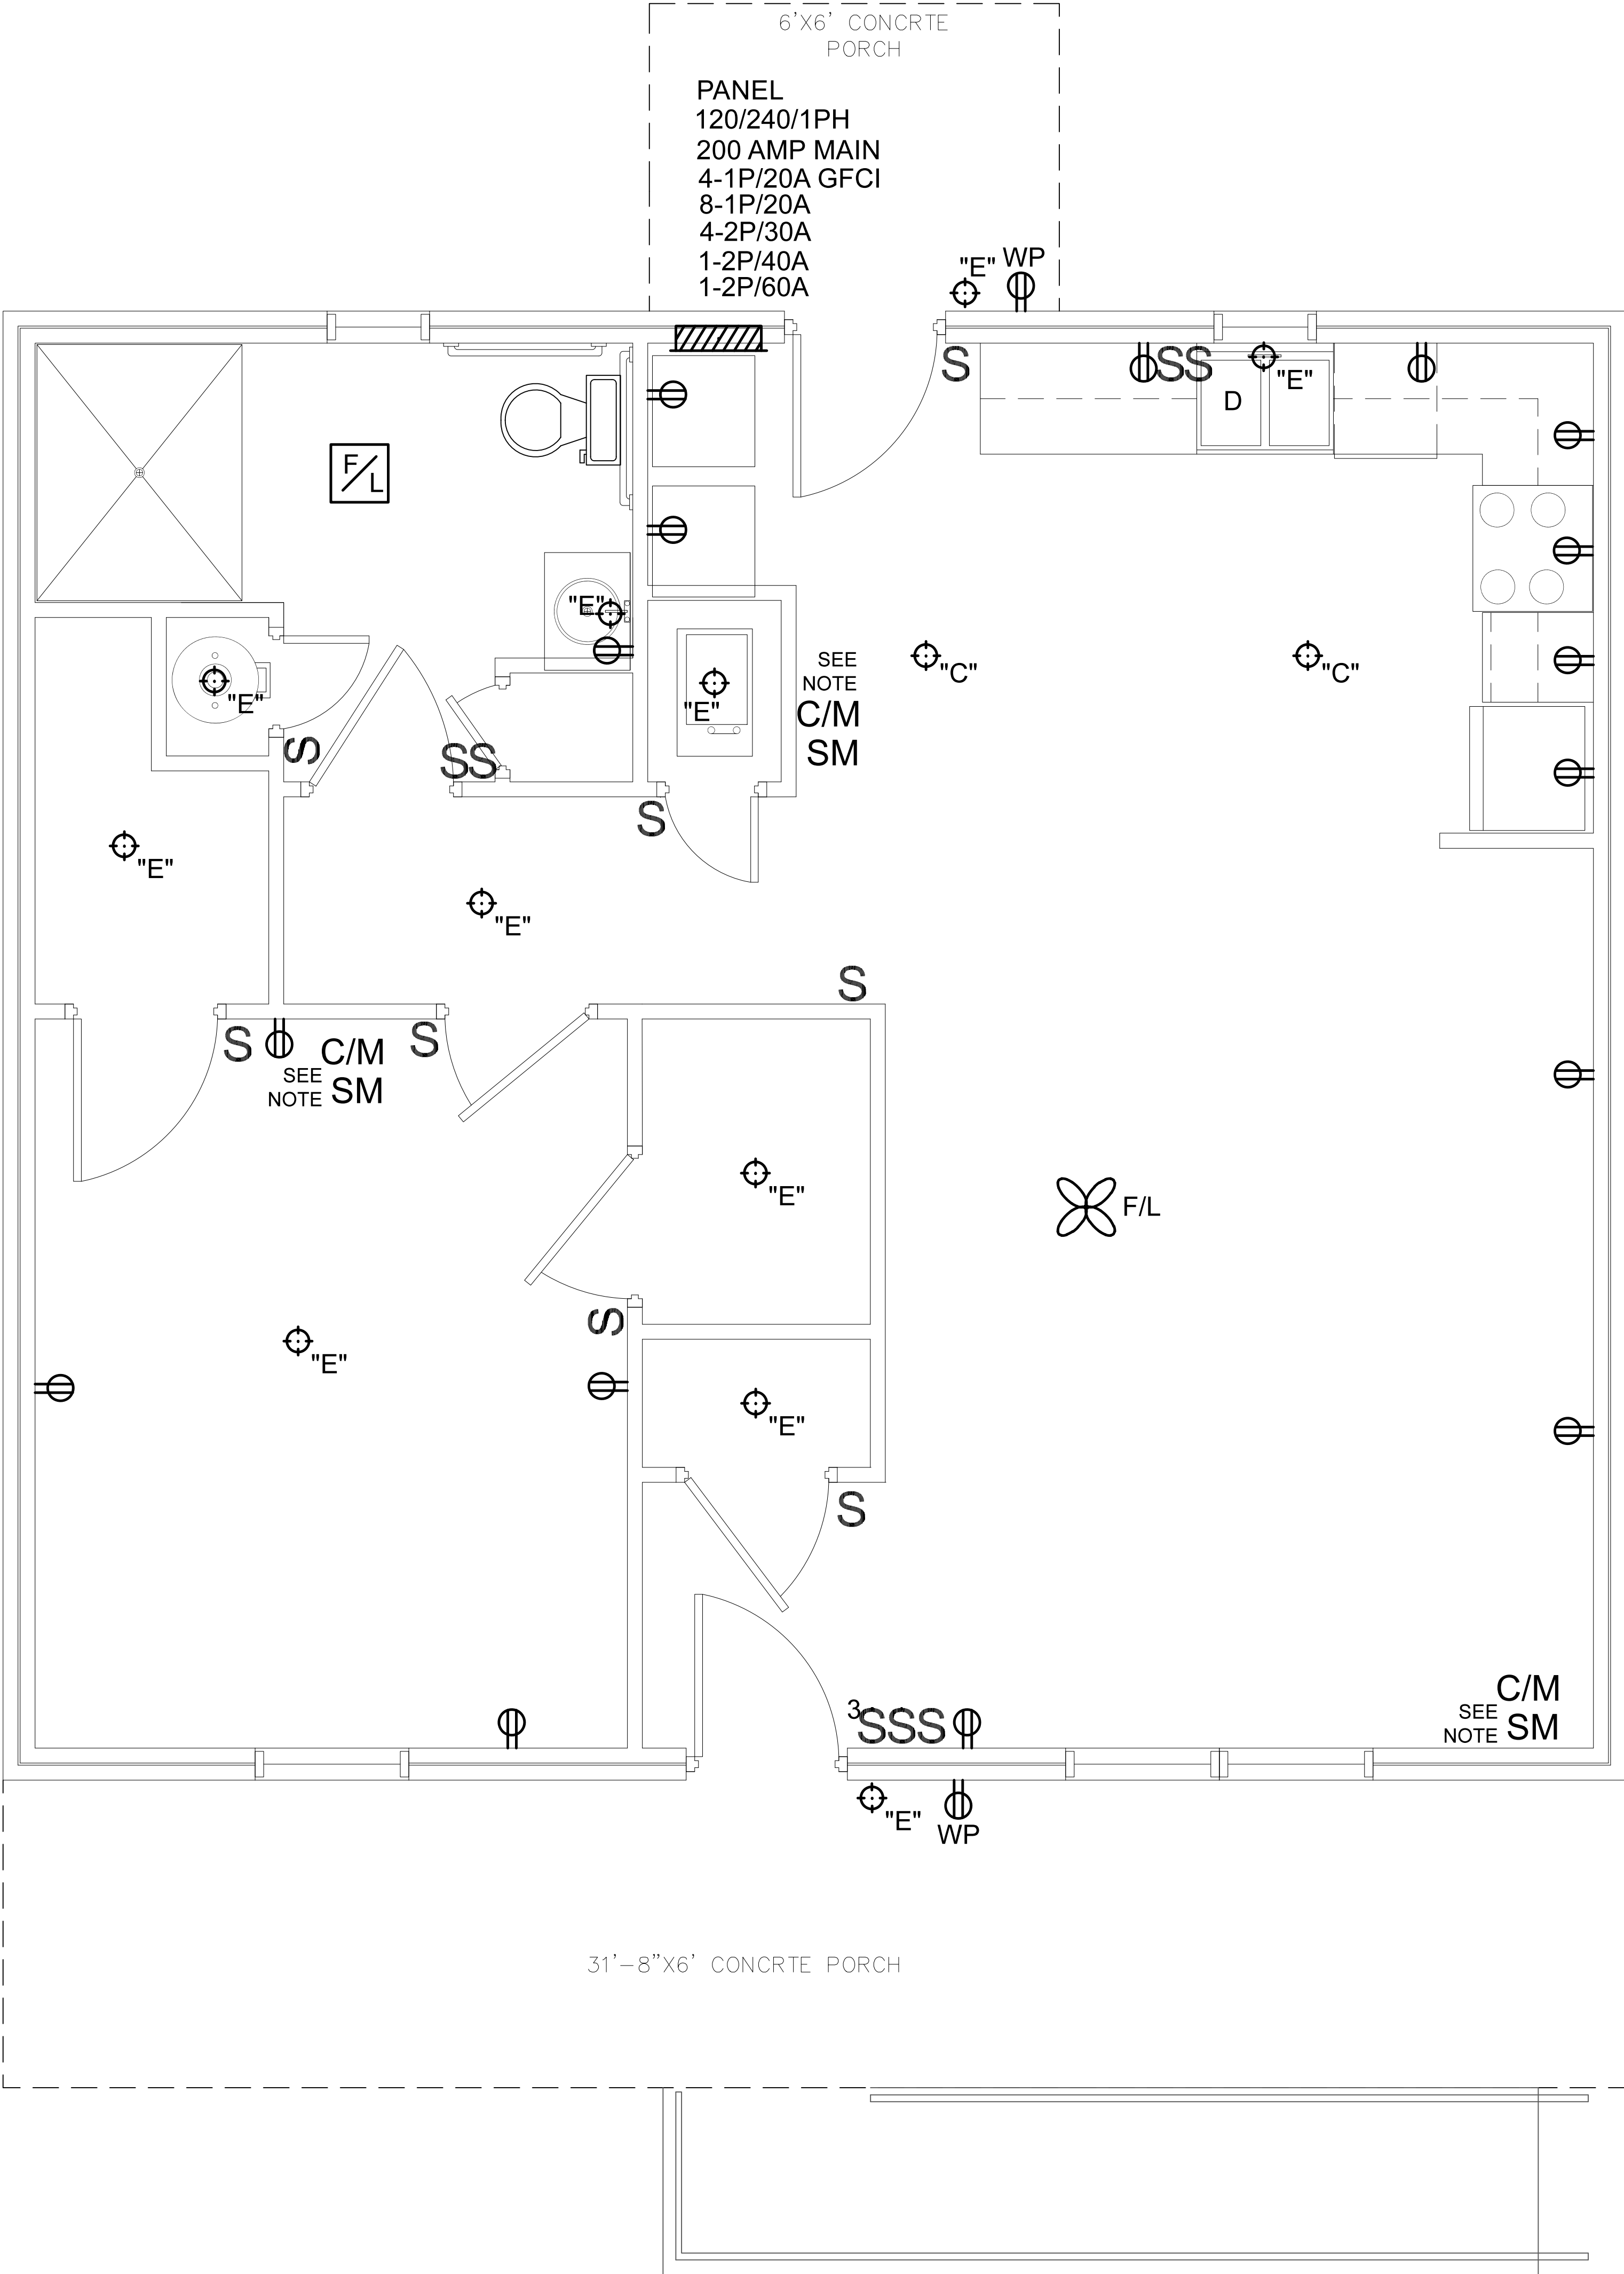 6'X6' CONCRTE
PORCH
PANEL
120/240/1PH
200 AMP MAIN
4-1P/20A GFCI
8-1P/20A
4-2P/30A
1-2P/40A
1-2P/60A
"E" WP
S
SS
"E"
D
F/L
"E"
"E"
"E"
SEE
NOTE
C/M
SM
"C"
"C"
S
SS
S
"E"
"E"
S
S
S
C/M
SEE
NOTE SM
"E"
F/L
S
"E"
"E"
S
3
SSS
C/M
SEE
NOTE SM
"E"
WP
31'-8"X6' CONCRTE PORCH